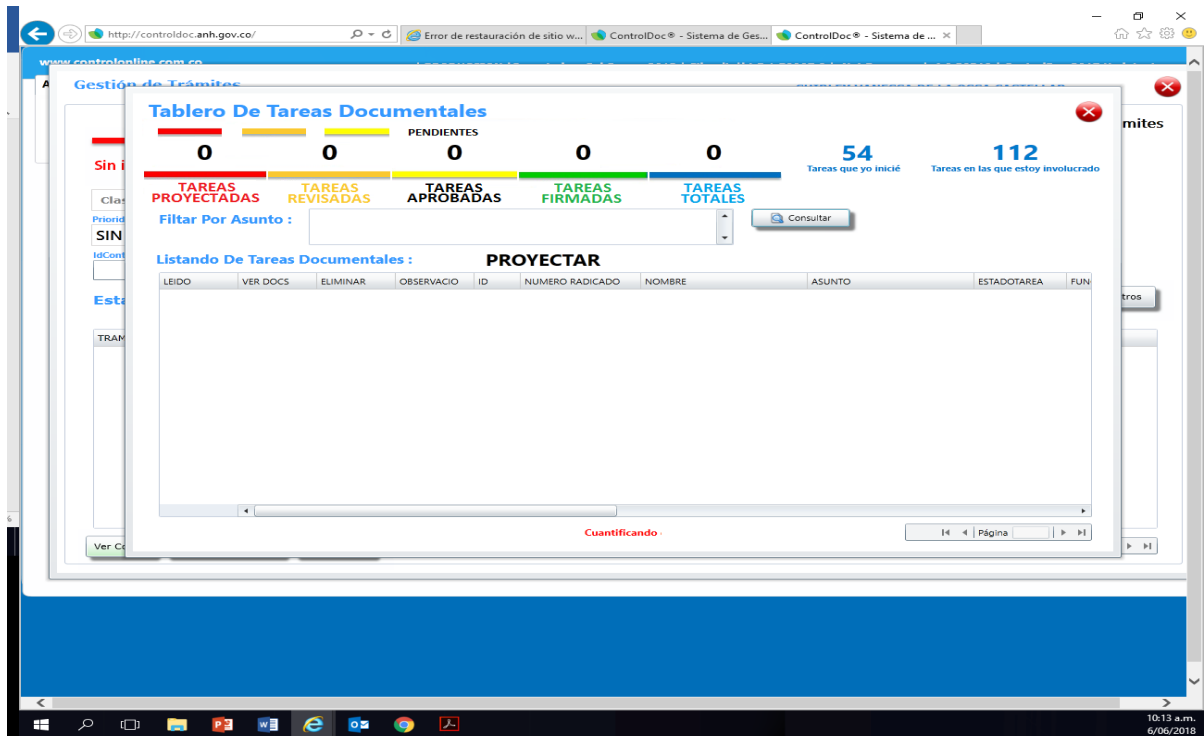 http://controldoc.anh.gov.co/
Error de restauración de sitio w...
ControlDoc® - Sistema de Ges...
ControlDoc® - Sistema de ...
www.controlonline.com.co
Gestión de Trámites
Tablero De Tareas Documentales
mites
PENDIENTES
Sin i
0 0 0 0 0 54 112
Tareas que yo inicié Tareas en las que estoy involucrado
TAREAS PROYECTADAS
TAREAS REVISADAS
TAREAS APROBADAS
TAREAS FIRMADAS
TAREAS TOTALES
Clas
Priorid
SIN
IdCont
Filtar Por Asunto :
Consultar
Listando De Tareas Documentales : PROYECTAR
LEIDO VER DOCS ELIMINAR OBSERVACIO ID NUMERO RADICADO NOMBRE ASUNTO ESTADOTAREA FUN
Esta
tros
TRAM
Cuantificando
Página
Ver Co
10:13 a.m.
6/06/2018